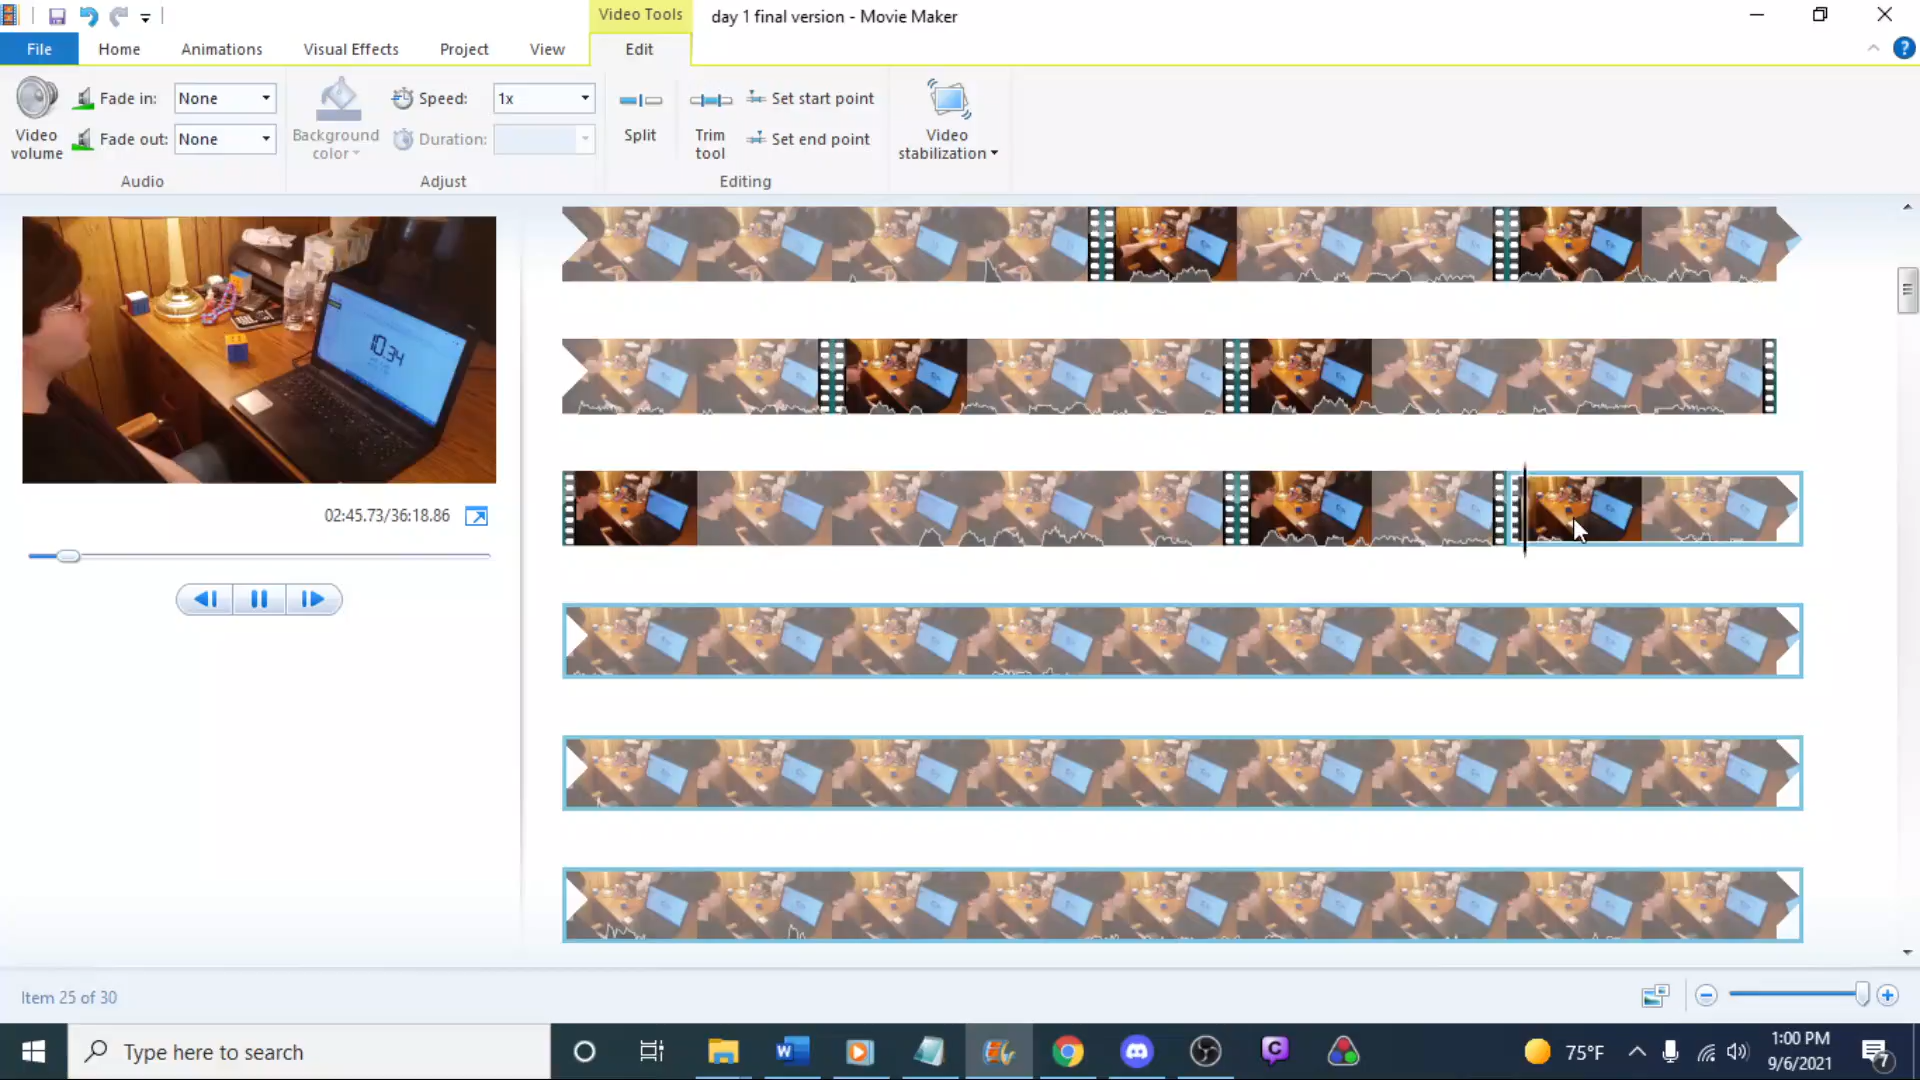 Video Tools
day 1 final version - Movie Maker
File
Home
Animations
Visual Effects
Project
View
Edit
?
Video volume
Fade in:
None
Fade out:
None
Audio
Background color
Speed:
1x
Duration:
Adjust
Split
Trim tool
Set start point
Set end point
Editing
Video stabilization
10.34
02:45.73/36:18.86
Item 25 of 30
Type here to search
W
C
75°F
1:00 PM
9/6/2021
7